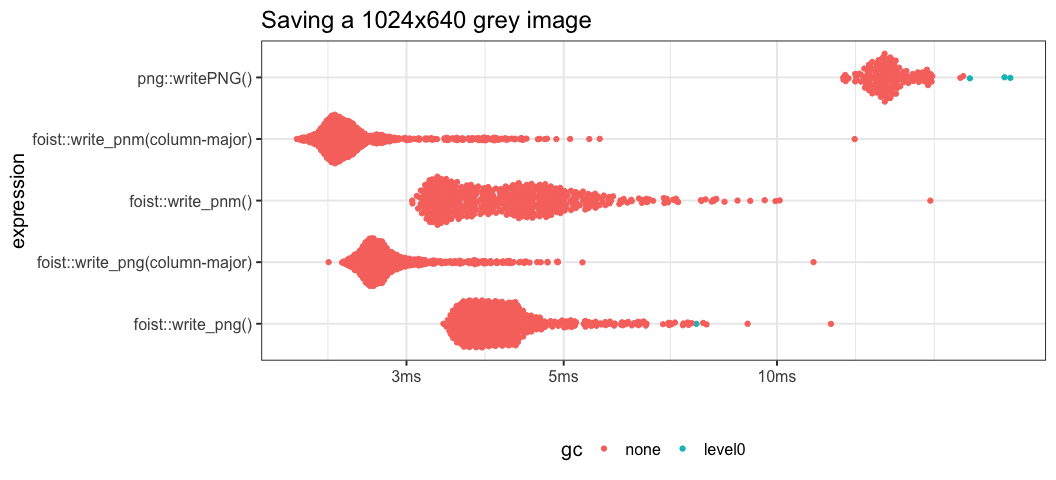 Saving a 1024x640 grey image
expression
png::writePNG()
foist::write_pnm(column-major)
foist::write_pnm()
foist::write_png(column-major)
foist::write_png()
3ms 5ms 10ms
gc none level0